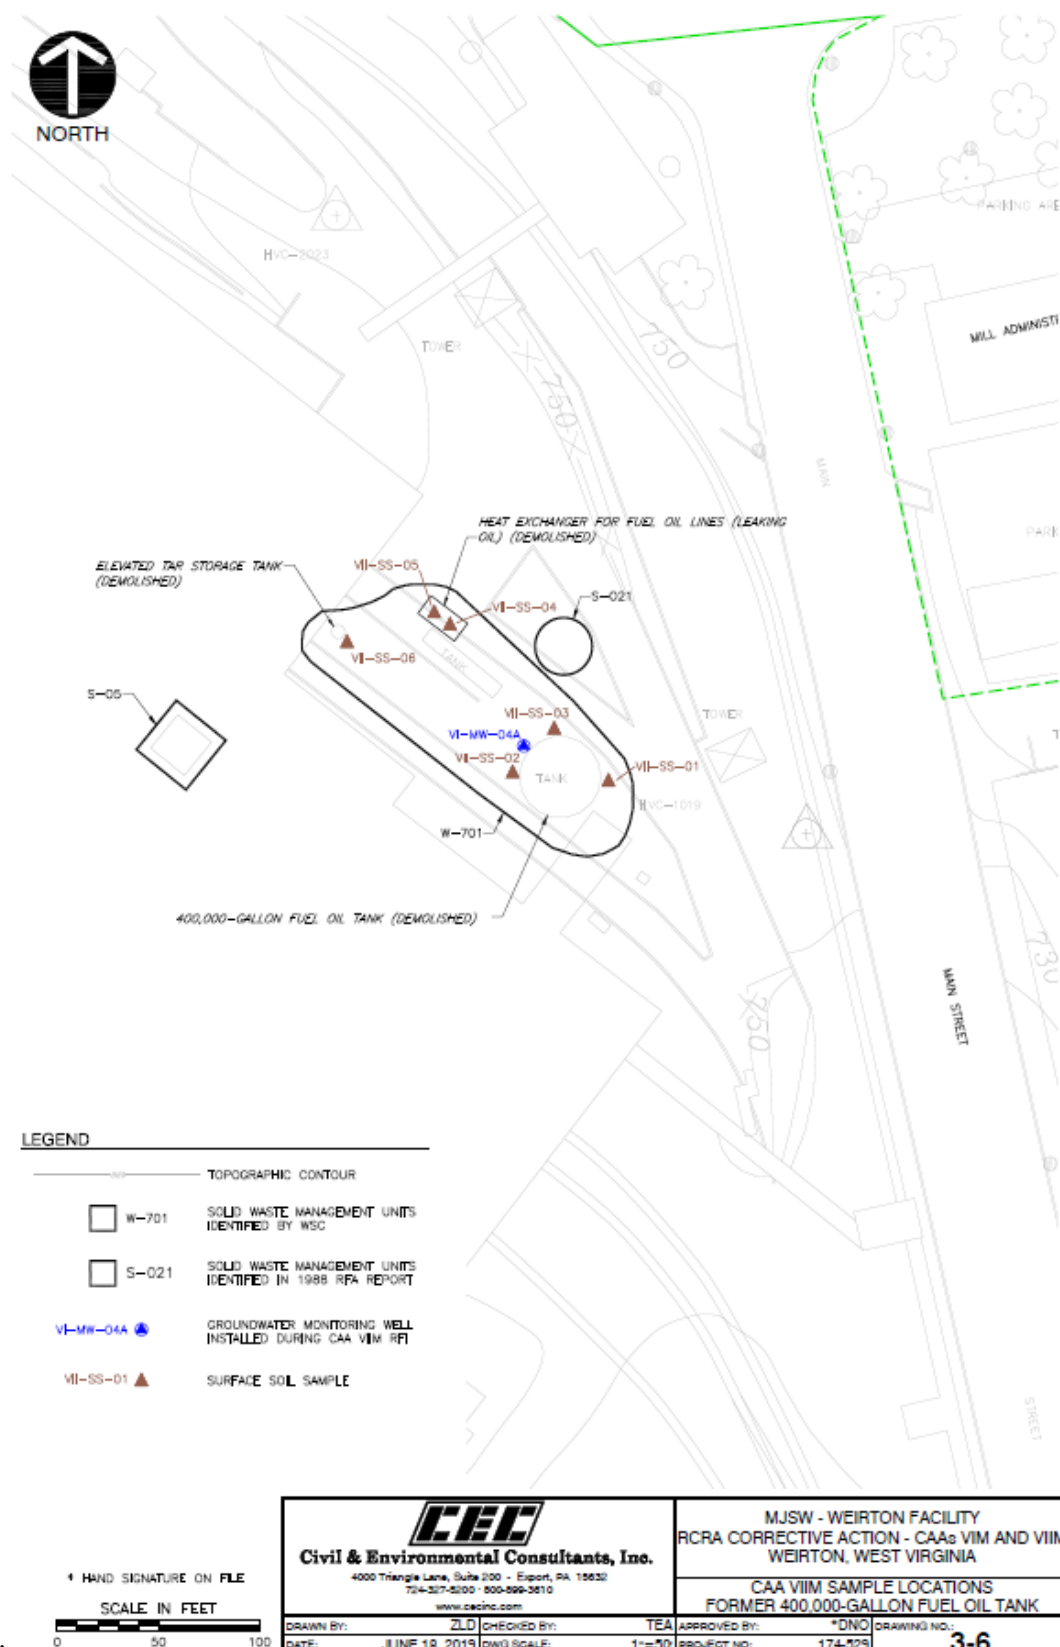 NORTH
HVC-2023
PARKING ARE
MILL ADMINISTR
TOWER
750
750
MAIN
PARK
HEAT EXCHANGER FOR FUEL OIL LINES (LEAKING
OIL) (DEMOLISHED)
ELEVATED TAR STORAGE TANK
(DEMOLISHED)
VII-SS-05
VII-SS-04
S-021
VII-SS-06
TANK
S-05
VII-SS-03
TOWER
VI-MW-04A
VII-SS-02
TANK
VII-SS-01
HVC-1019
W-701
400,000-GALLON FUEL OIL TANK (DEMOLISHED)
730
MAIN STREET
750
STREET
LEGEND
TOPOGRAPHIC CONTOUR
W-701 SOLID WASTE MANAGEMENT UNITS
IDENTIFIED BY WSC
S-021 SOLID WASTE MANAGEMENT UNITS
IDENTIFIED IN 1988 RFA REPORT
VI-MW-04A GROUNDWATER MONITORING WELL
INSTALLED DURING CAA VIIM RFI
VII-SS-01 SURFACE SOIL SAMPLE
* HAND SIGNATURE ON FILE
SCALE IN FEET
0 50 100
CEC
Civil & Environmental Consultants, Inc.
4000 Triangle Lane, Suite 200 - Export, PA 15632
724-327-5200 · 800-899-3610
www.cecinc.com
MJSW - WEIRTON FACILITY
RCRA CORRECTIVE ACTION - CAAs VIM AND VIIM
WEIRTON, WEST VIRGINIA
CAA VIIM SAMPLE LOCATIONS
FORMER 400,000-GALLON FUEL OIL TANK
DRAWN BY: ZLD CHECKED BY: TEA APPROVED BY: *DNO DRAWING NO.:
DATE: JUNE 18, 2019 DWG SCALE: 1"=50' PROJECT NO: 174-529 3-6